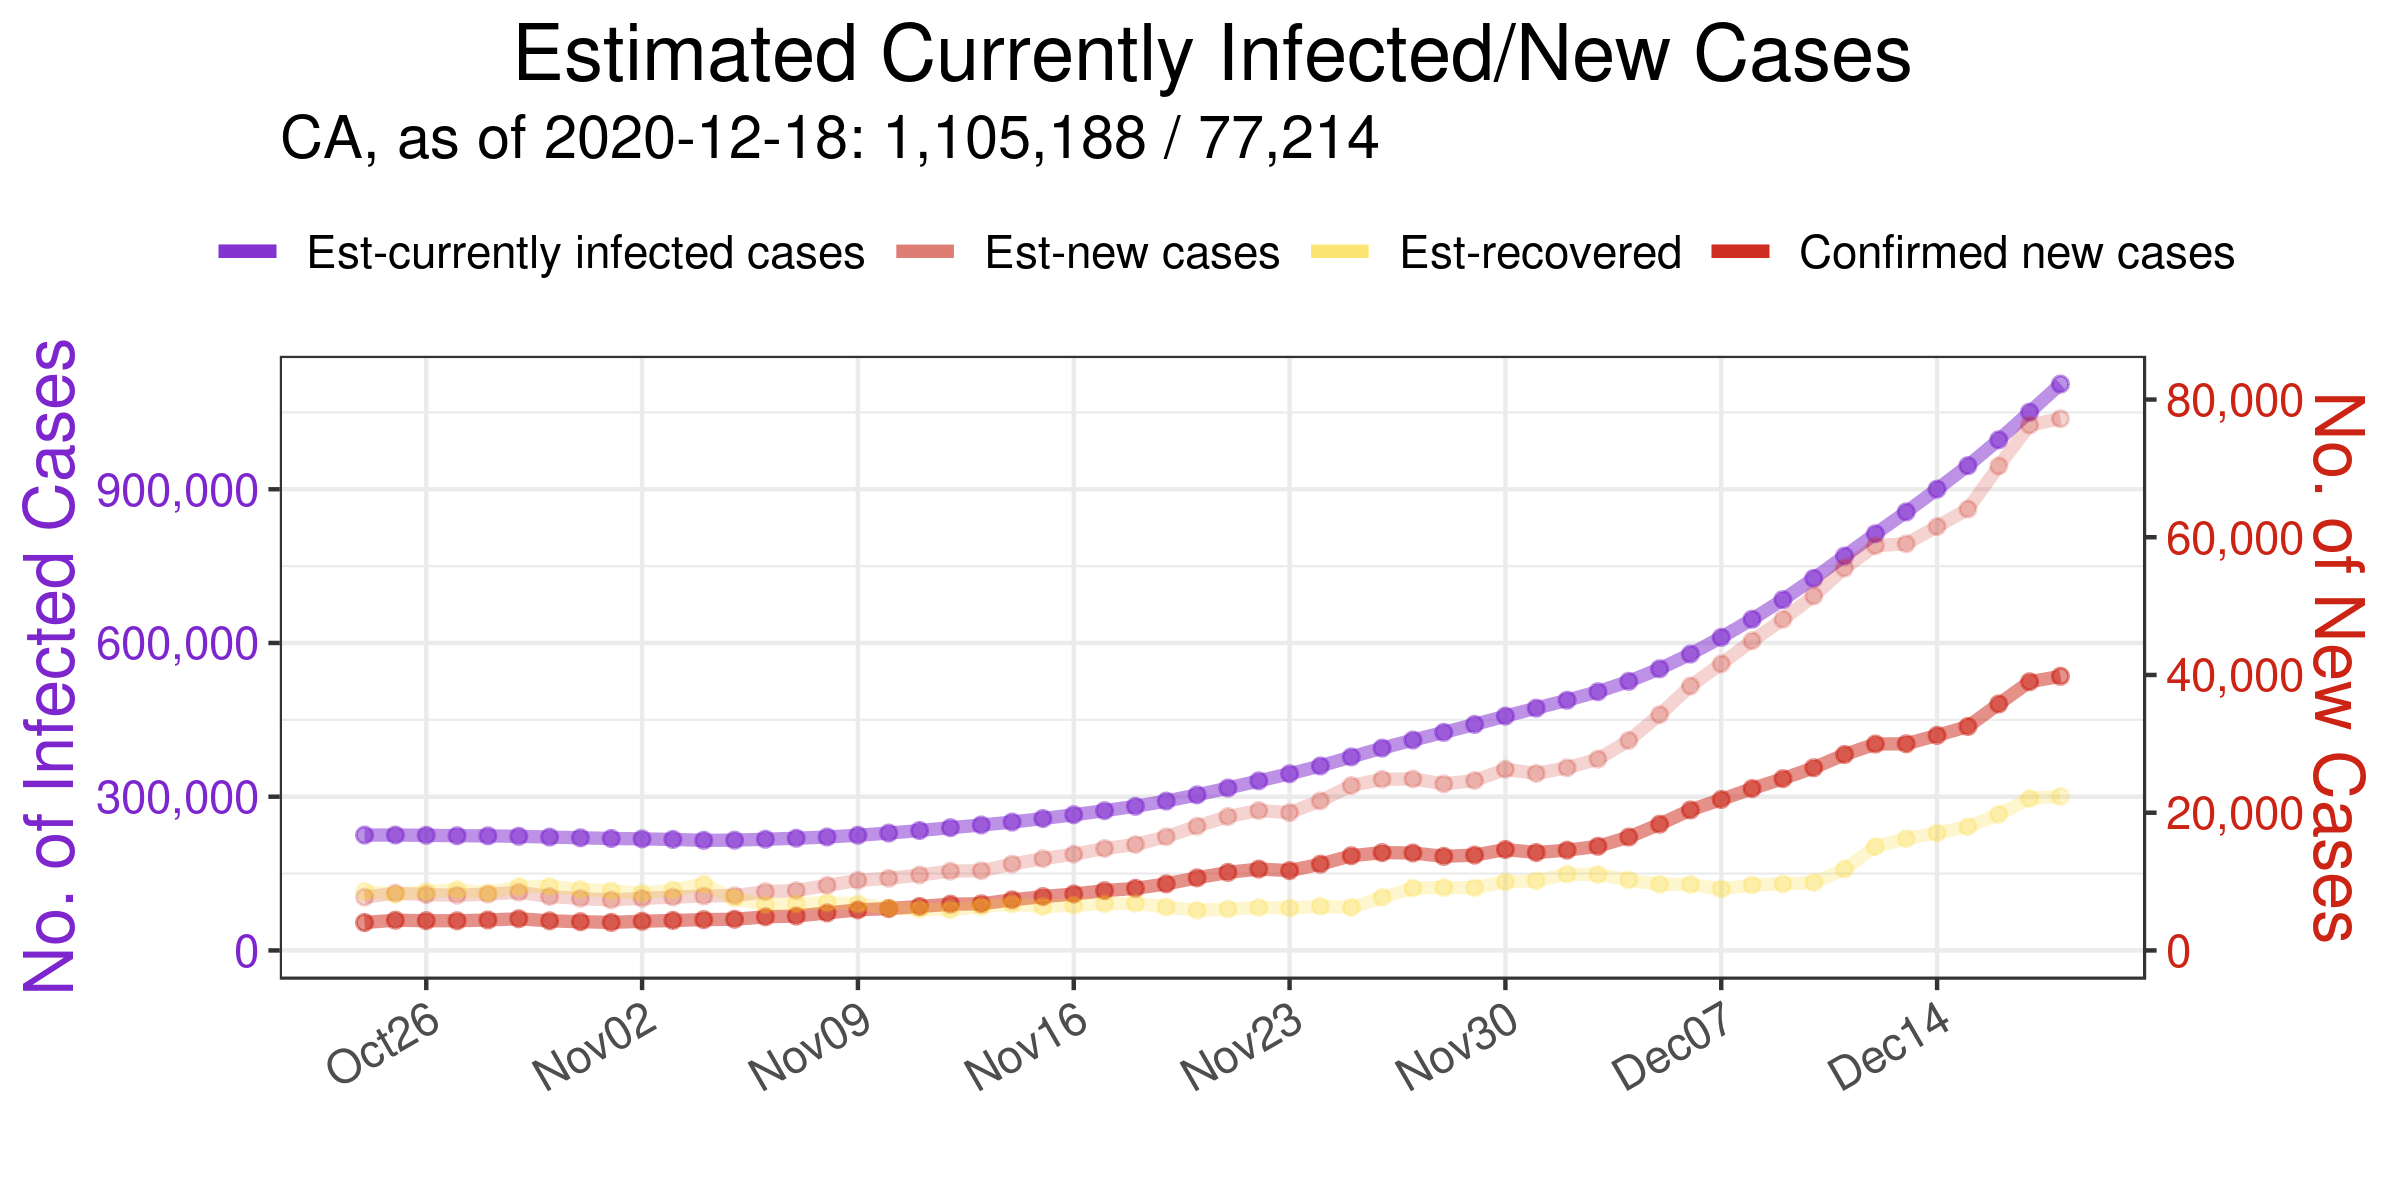 Estimated Currently Infected/New Cases
CA, as of 2020-12-18: 1,105,188 / 77,214
Est-currently infected cases Est-new cases Est-recovered Confirmed new cases
No. of Infected Cases
900,000
600,000
300,000
0
80,000
60,000
40,000
20,000
0
No. of New Cases
Oct26 Nov02 Nov09 Nov16 Nov23 Nov30 Dec07 Dec14